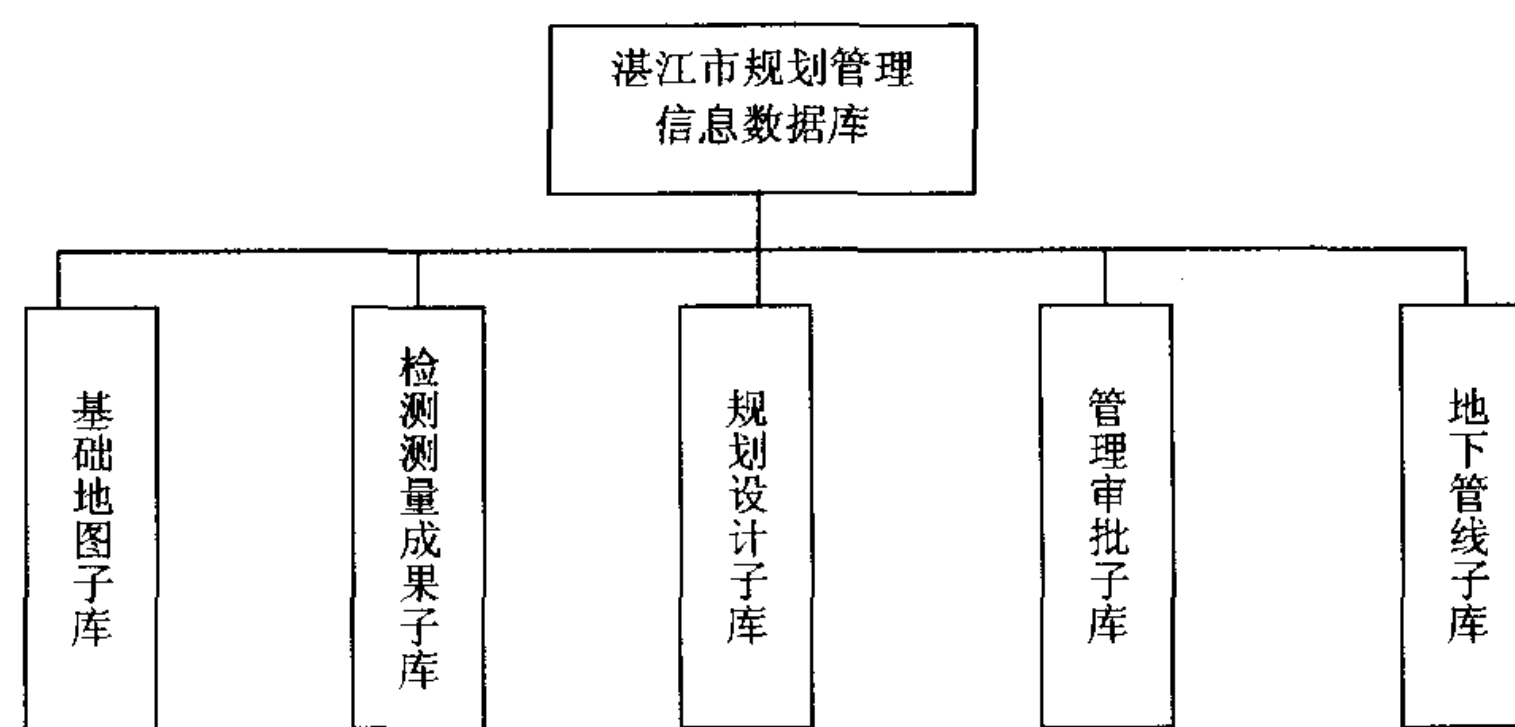 湛江市规划管理
信息数据库
基础地图子库
检测测量成果子库
规划设计子库
管理审批子库
地下管线子库